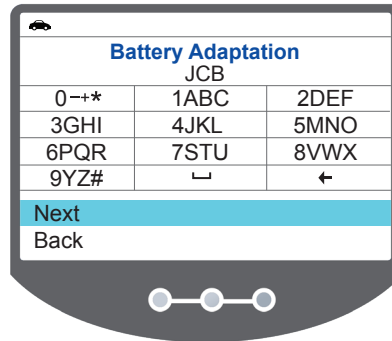 Battery Adaptation
JCB
0-+* 1ABC 2DEF
3GHI 4JKL 5MNO
6PQR 7STU 8VWX
9YZ# ⎵ ←
Next
Back